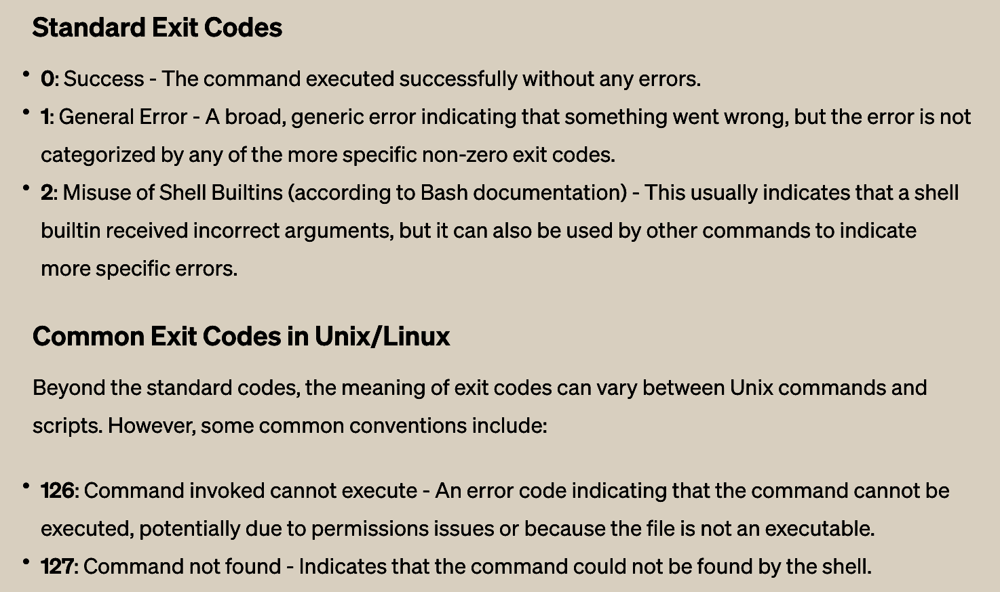 Standard Exit Codes
• 0: Success - The command executed successfully without any errors.
• 1: General Error - A broad, generic error indicating that something went wrong, but the error is not
categorized by any of the more specific non-zero exit codes.
• 2: Misuse of Shell Builtins (according to Bash documentation) - This usually indicates that a shell
builtin received incorrect arguments, but it can also be used by other commands to indicate
more specific errors.
Common Exit Codes in Unix/Linux
Beyond the standard codes, the meaning of exit codes can vary between Unix commands and
scripts. However, some common conventions include:
• 126: Command invoked cannot execute - An error code indicating that the command cannot be
executed, potentially due to permissions issues or because the file is not an executable.
• 127: Command not found - Indicates that the command could not be found by the shell.